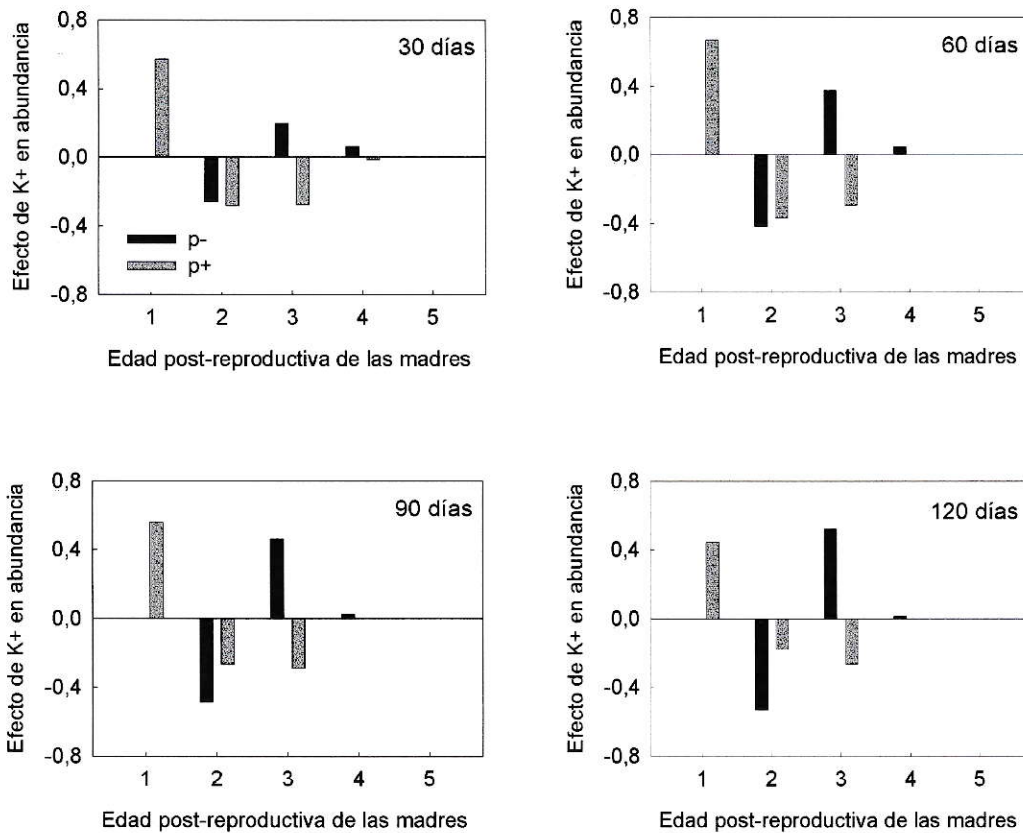 Efecto de K+ en abundancia
0,8
0,4
0,0
-0,4
-0,8
30 días
p-
p+
1 2 3 4 5
Edad post-reproductiva de las madres
Efecto de K+ en abundancia
0,8
0,4
0,0
-0,4
-0,8
60 días
1 2 3 4 5
Edad post-reproductiva de las madres
Efecto de K+ en abundancia
0,8
0,4
0,0
-0,4
-0,8
90 días
1 2 3 4 5
Edad post-reproductiva de las madres
Efecto de K+ en abundancia
0,8
0,4
0,0
-0,4
-0,8
120 días
1 2 3 4 5
Edad post-reproductiva de las madres